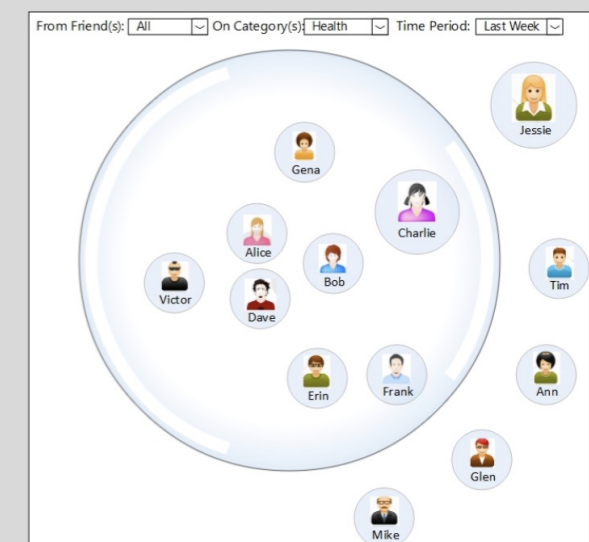 From Friend(s): All On Category(s): Health Time Period: Last Week
Jessie
Gena
Charlie
Alice
Bob
Tim
Victor
Dave
Erin
Frank
Ann
Glen
Mike